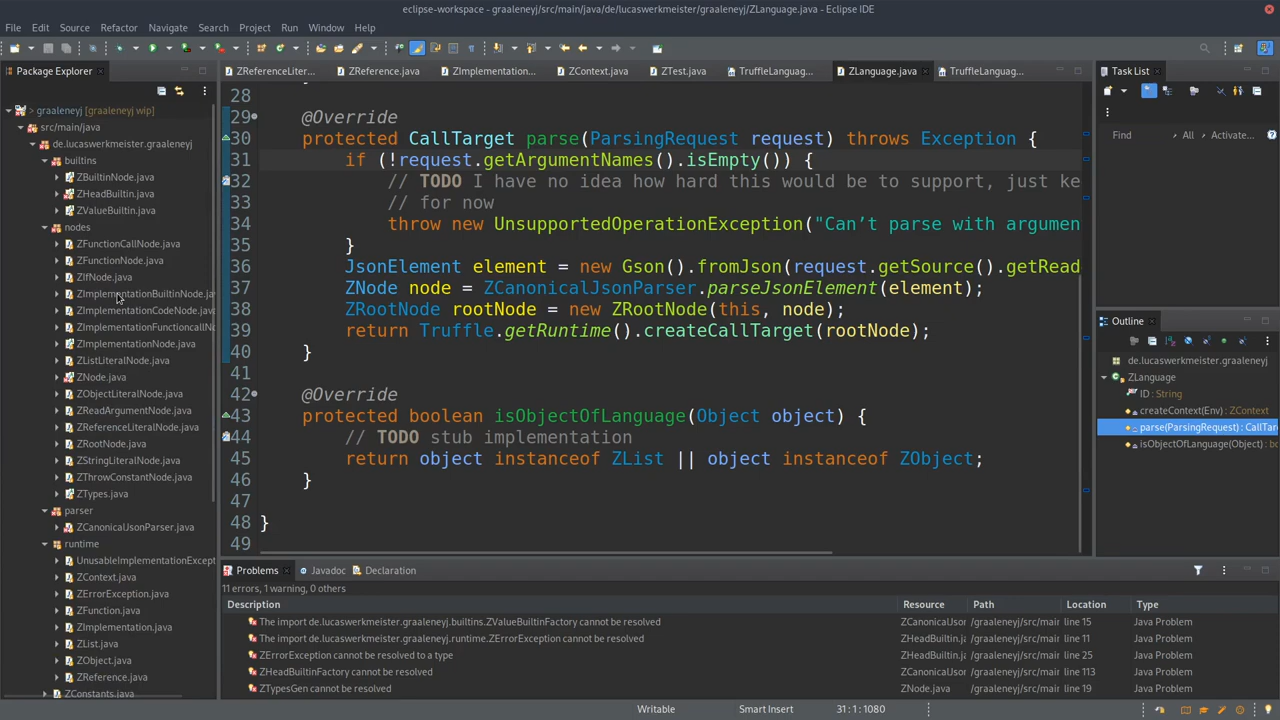 eclipse-workspace - graaleneyj/src/main/java/de/lucaswerkmeister/graaleneyj/ZLanguage.java - Eclipse IDE
File Edit Source Refactor Navigate Search Project Run Window Help
Package Explorer
> graaleneyj [graaleneyj wip]
src/main/java
de.lucaswerkmeister.graaleneyj
builtins
ZBuiltinNode.java
ZHeadBuiltin.java
ZValueBuiltin.java
nodes
ZFunctionCallNode.java
ZFunctionNode.java
ZIfNode.java
ZImplementationBuiltinNode.ja
ZImplementationCodeNode.java
ZImplementationFunctioncallN
ZImplementationNode.java
ZListLiteralNode.java
ZNode.java
ZObjectLiteralNode.java
ZReadArgumentNode.java
ZReferenceLiteralNode.java
ZRootNode.java
ZStringLiteralNode.java
ZThrowConstantNode.java
ZTypes.java
parser
ZCanonicalJsonParser.java
runtime
UnusableImplementationExcept
ZContext.java
ZErrorException.java
ZFunction.java
ZImplementation.java
ZList.java
ZObject.java
ZReference.java
ZConstants.java
ZReferenceLiter... ZReference.java ZImplementation... ZContext.java ZTest.java TruffleLanguag... ZLanguage.java TruffleLanguag...
28
29 @Override
30 protected CallTarget parse(ParsingRequest request) throws Exception {
31 if (!request.getArgumentNames().isEmpty()) {
32 // TODO I have no idea how hard this would be to support, just ke
33 // for now
34 throw new UnsupportedOperationException("Can’t parse with argumen
35 }
36 JsonElement element = new Gson().fromJson(request.getSource().getRead
37 ZNode node = ZCanonicalJsonParser.parseJsonElement(element);
38 ZRootNode rootNode = new ZRootNode(this, node);
39 return Truffle.getRuntime().createCallTarget(rootNode);
40 }
41
42 @Override
43 protected boolean isObjectOfLanguage(Object object) {
44 // TODO stub implementation
45 return object instanceof ZList || object instanceof ZObject;
46 }
47
48 }
49
Task List
Find All Activate...
Outline
de.lucaswerkmeister.graaleneyj
ZLanguage
ID : String
createContext(Env) : ZContext
parse(ParsingRequest) : CallTar
isObjectOfLanguage(Object) : bo
Problems Javadoc Declaration
11 errors, 1 warning, 0 others
Description Resource Path Location Type
The import de.lucaswerkmeister.graaleneyj.builtins.ZValueBuiltinFactory cannot be resolved ZCanonicalJson /graaleneyj/src/main line 15 Java Problem
The import de.lucaswerkmeister.graaleneyj.runtime.ZErrorException cannot be resolved ZHeadBuiltin.ja /graaleneyj/src/main line 11 Java Problem
ZErrorException cannot be resolved to a type ZHeadBuiltin.ja /graaleneyj/src/main line 25 Java Problem
ZHeadBuiltinFactory cannot be resolved ZCanonicalJson /graaleneyj/src/main line 113 Java Problem
ZTypesGen cannot be resolved ZNode.java /graaleneyj/src/main line 19 Java Problem
Writable Smart Insert 31 : 1 : 1080